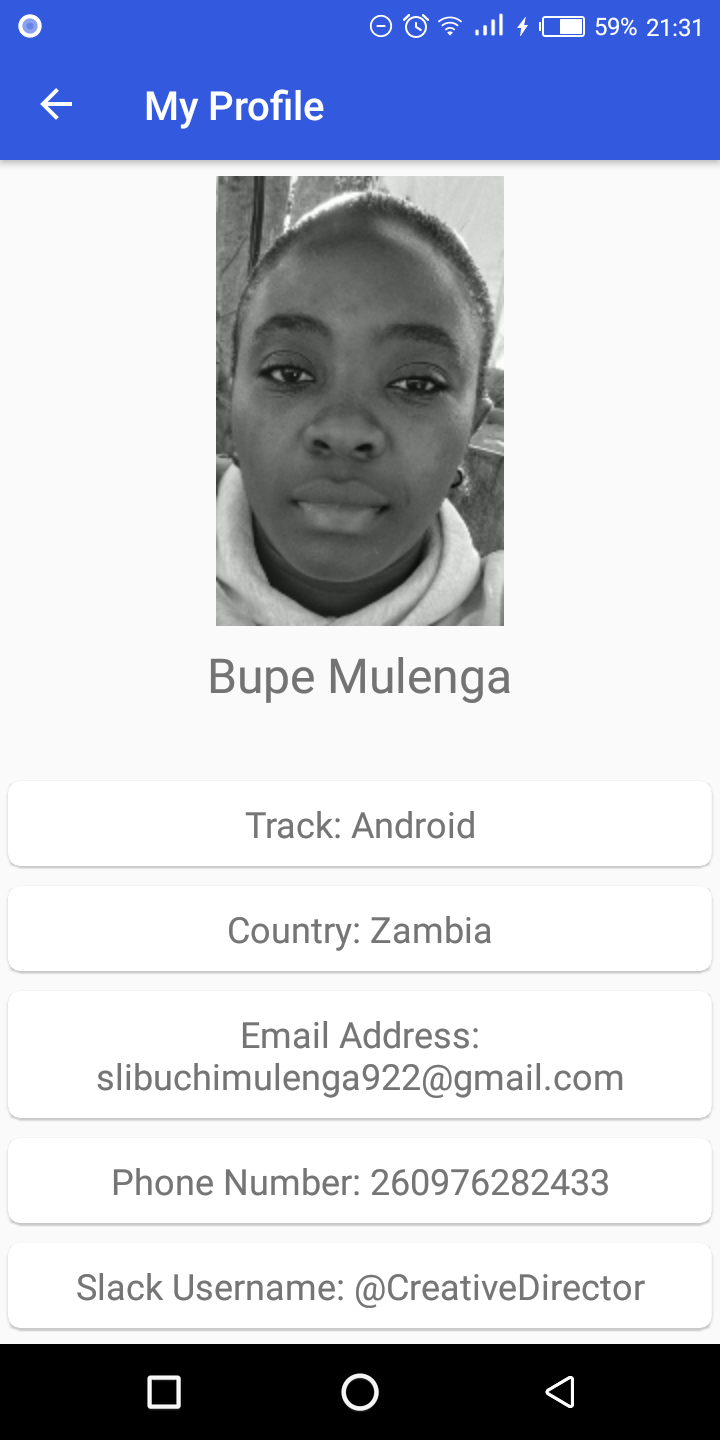 59% 21:31
My Profile
Bupe Mulenga
Track: Android
Country: Zambia
Email Address:
slibuchimulenga922@gmail.com
Phone Number: 260976282433
Slack Username: @CreativeDirector